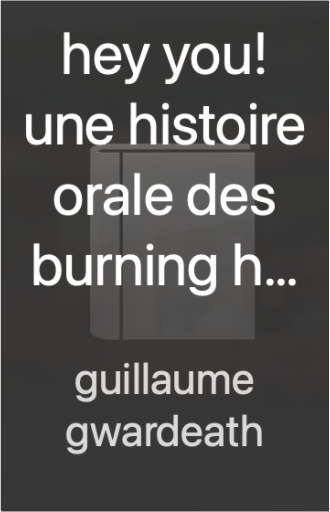 hey you!
une histoire
orale des
burning h...
guillaume
gwardeath